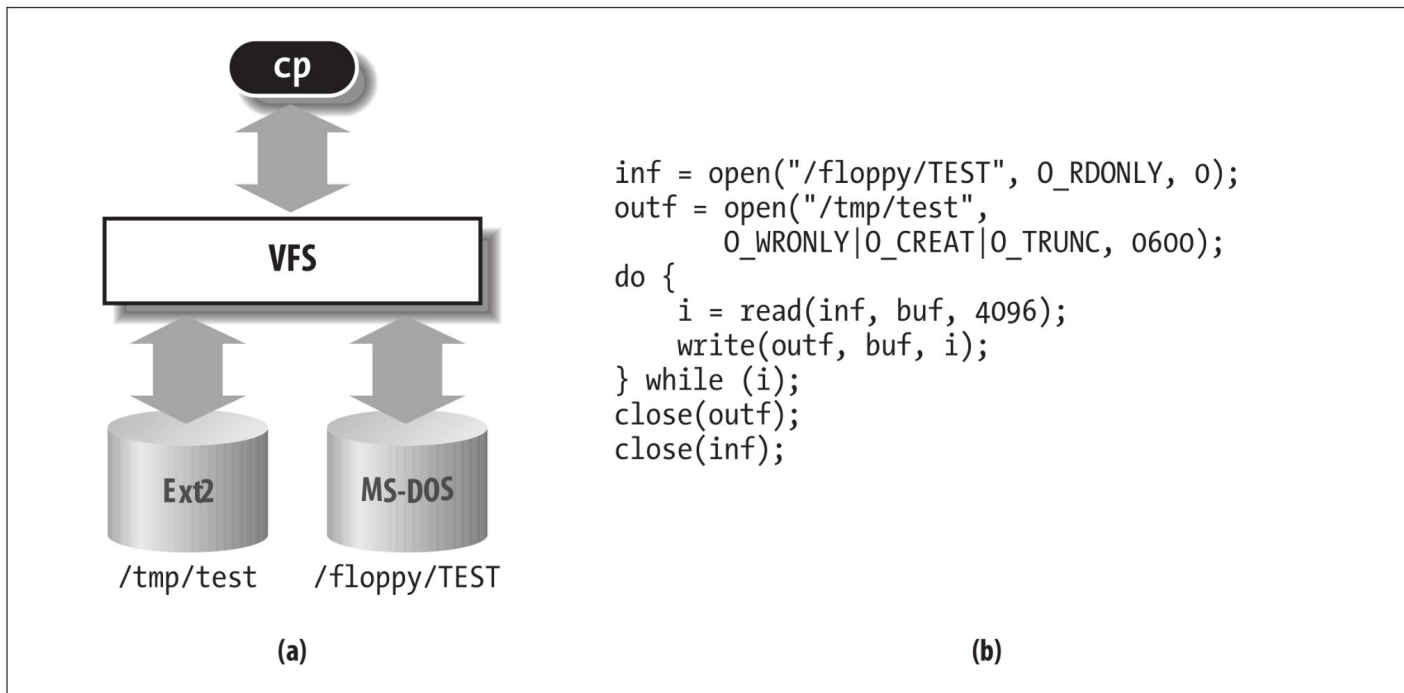 cp
VFS
Ext2
MS-DOS
/tmp/test
/floppy/TEST
(a)
inf = open("/floppy/TEST", O_RDONLY, 0);
outf = open("/tmp/test",
       O_WRONLY|O_CREAT|O_TRUNC, 0600);
do {
    i = read(inf, buf, 4096);
    write(outf, buf, i);
} while (i);
close(outf);
close(inf);
(b)